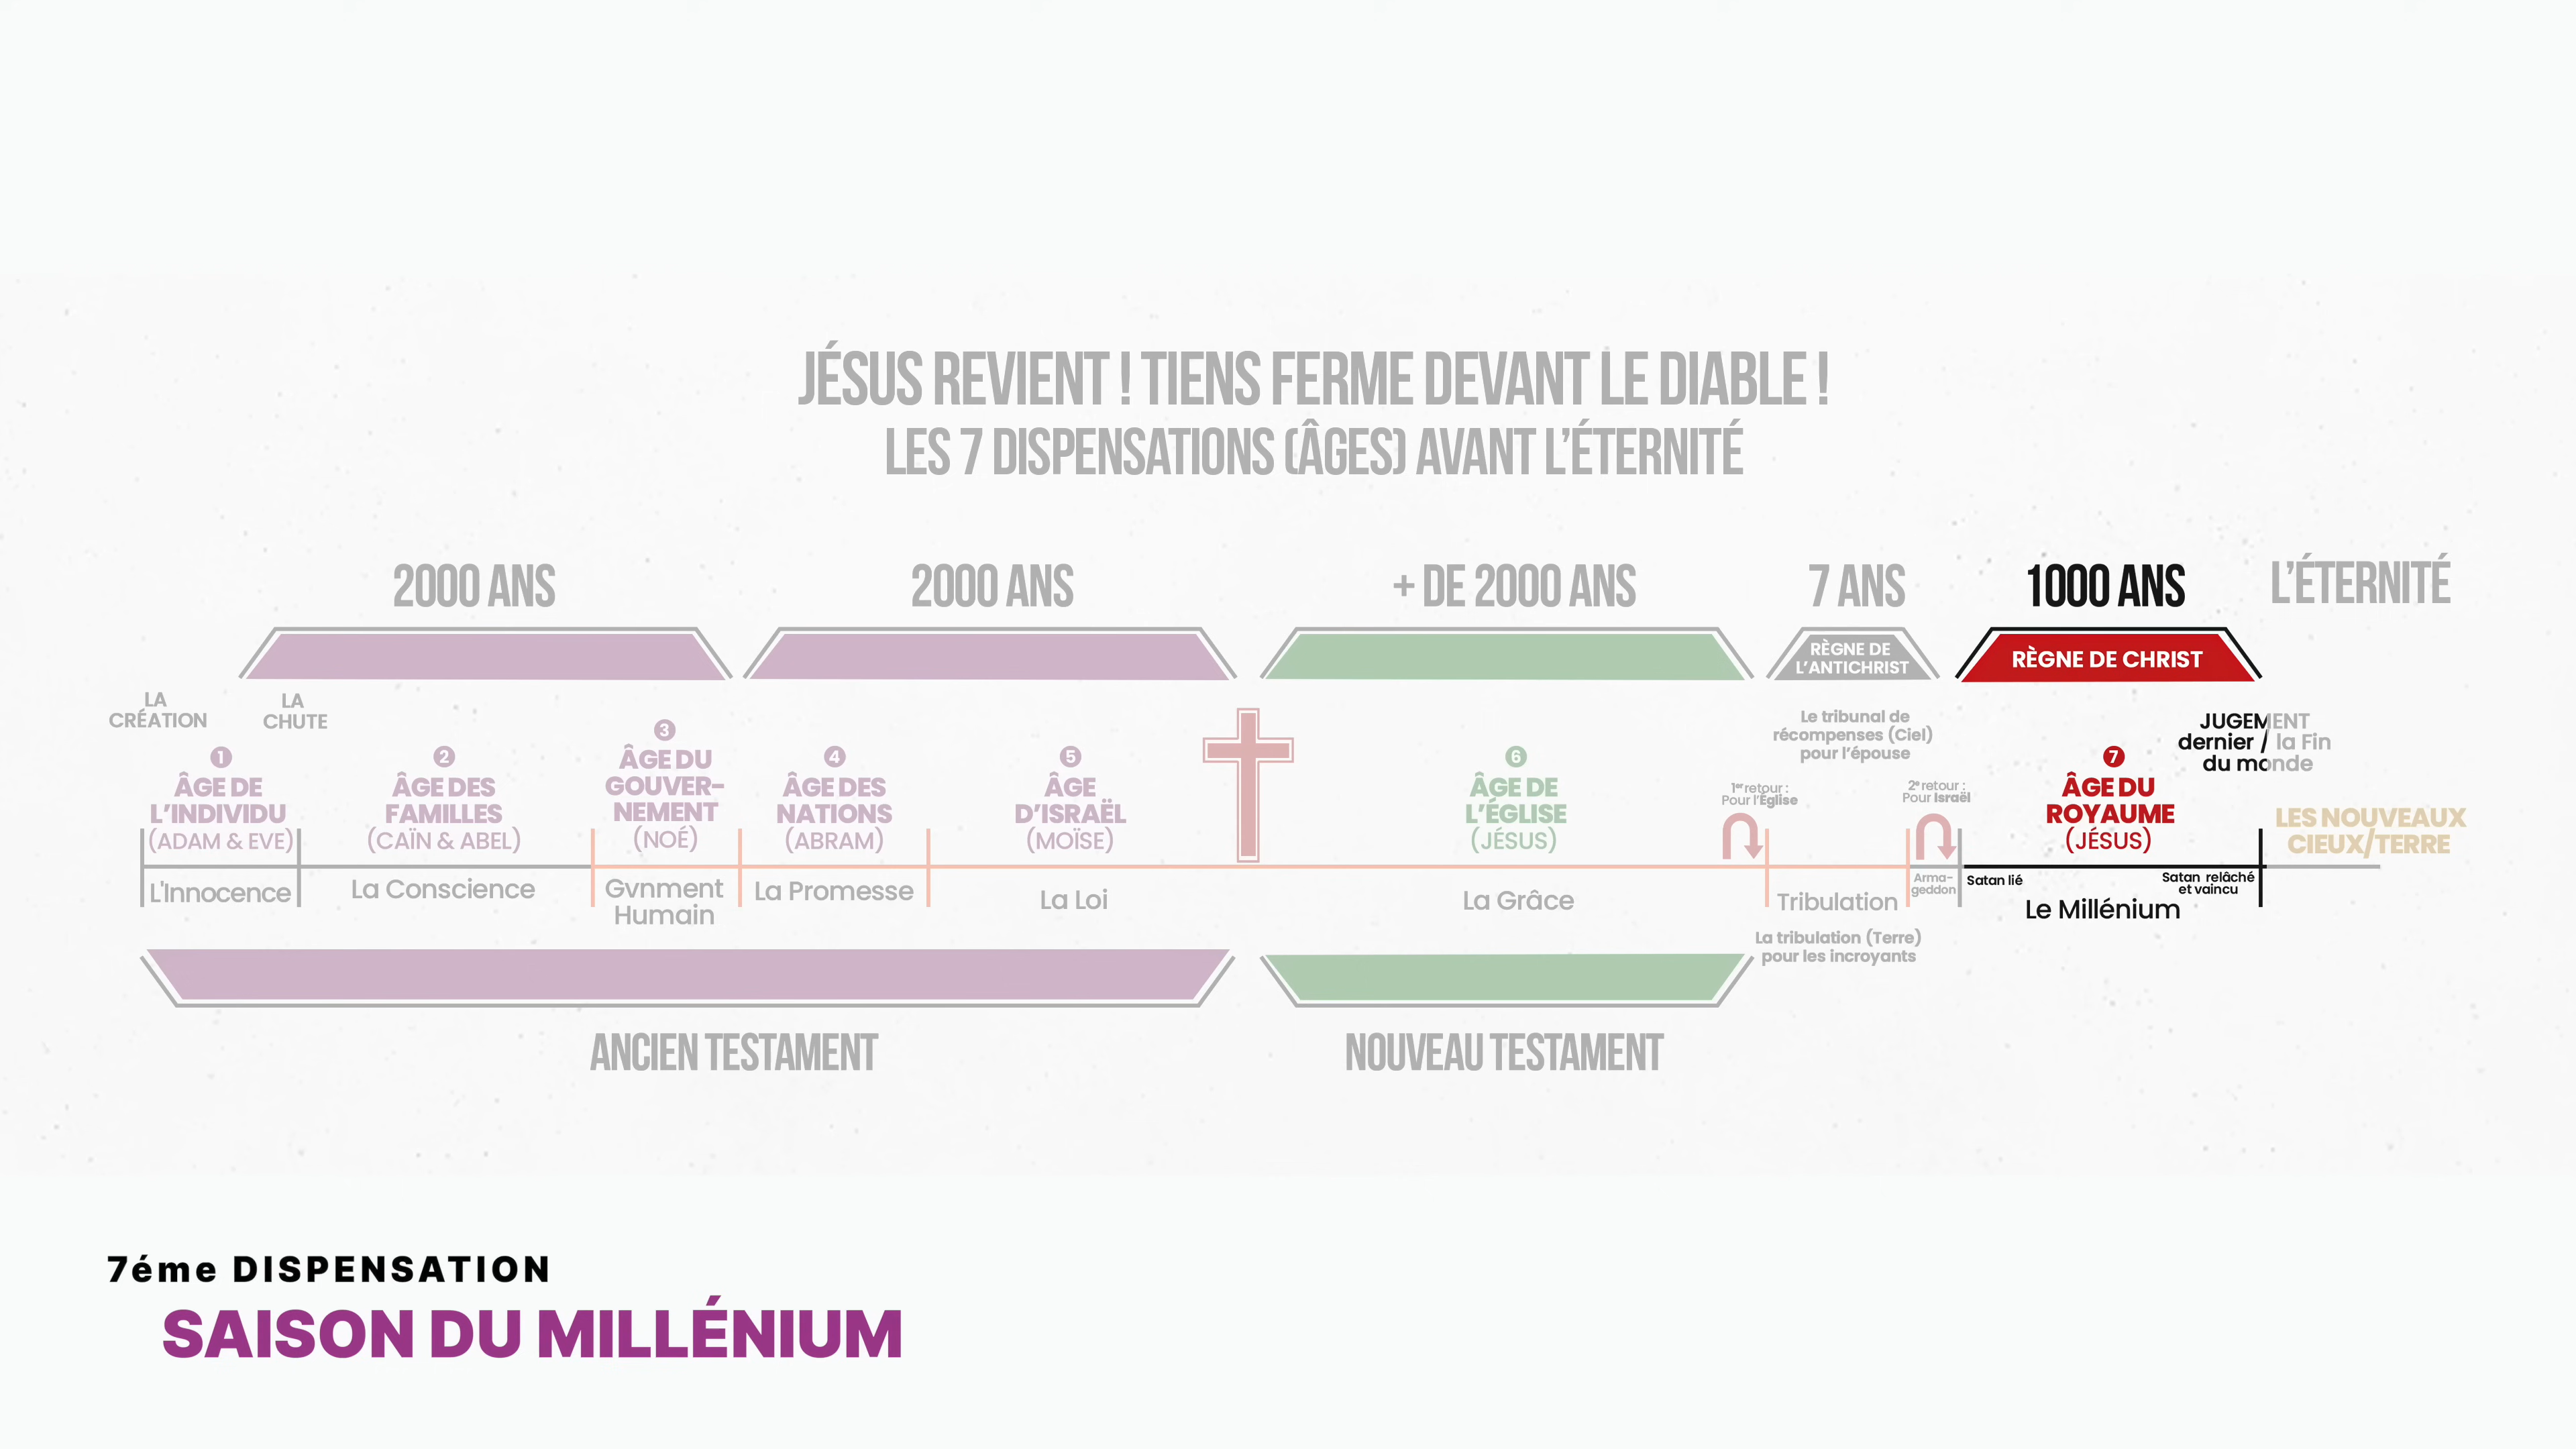 JÉSUS REVIENT ! TIENS FERME DEVANT LE DIABLE !
LES 7 DISPENSATIONS (ÂGES) AVANT L'ÉTERNITÉ
2000 ANS
2000 ANS
+ DE 2000 ANS
7 ANS
1000 ANS
L'ÉTERNITÉ
RÈGNE DE
L'ANTICHRIST
RÈGNE DE CHRIST
LA
CRÉATION
LA
CHUTE
1
ÂGE DE
L'INDIVIDU
(ADAM & EVE)
2
ÂGE DES
FAMILLES
(CAÏN & ABEL)
3
ÂGE DU
GOUVER-
NEMENT
(NOÉ)
4
ÂGE DES
NATIONS
(ABRAM)
5
ÂGE
D'ISRAËL
(MOÏSE)
6
ÂGE DE
L'ÉGLISE
(JÉSUS)
Le tribunal de
récompenses (Ciel)
pour l'épouse
1er retour :
Pour l'Église
2e retour :
Pour Israël
7
ÂGE DU
ROYAUME
(JÉSUS)
JUGEMENT
dernier / la Fin
du monde
LES NOUVEAUX
CIEUX/TERRE
L'Innocence
La Conscience
Gvnment
Humain
La Promesse
La Loi
La Grâce
Tribulation
Arma-
geddon
Satan lié
Satan relâché
et vaincu
Le Millénium
La tribulation (Terre)
pour les incroyants
ANCIEN TESTAMENT
NOUVEAU TESTAMENT
7éme DISPENSATION
SAISON DU MILLÉNIUM